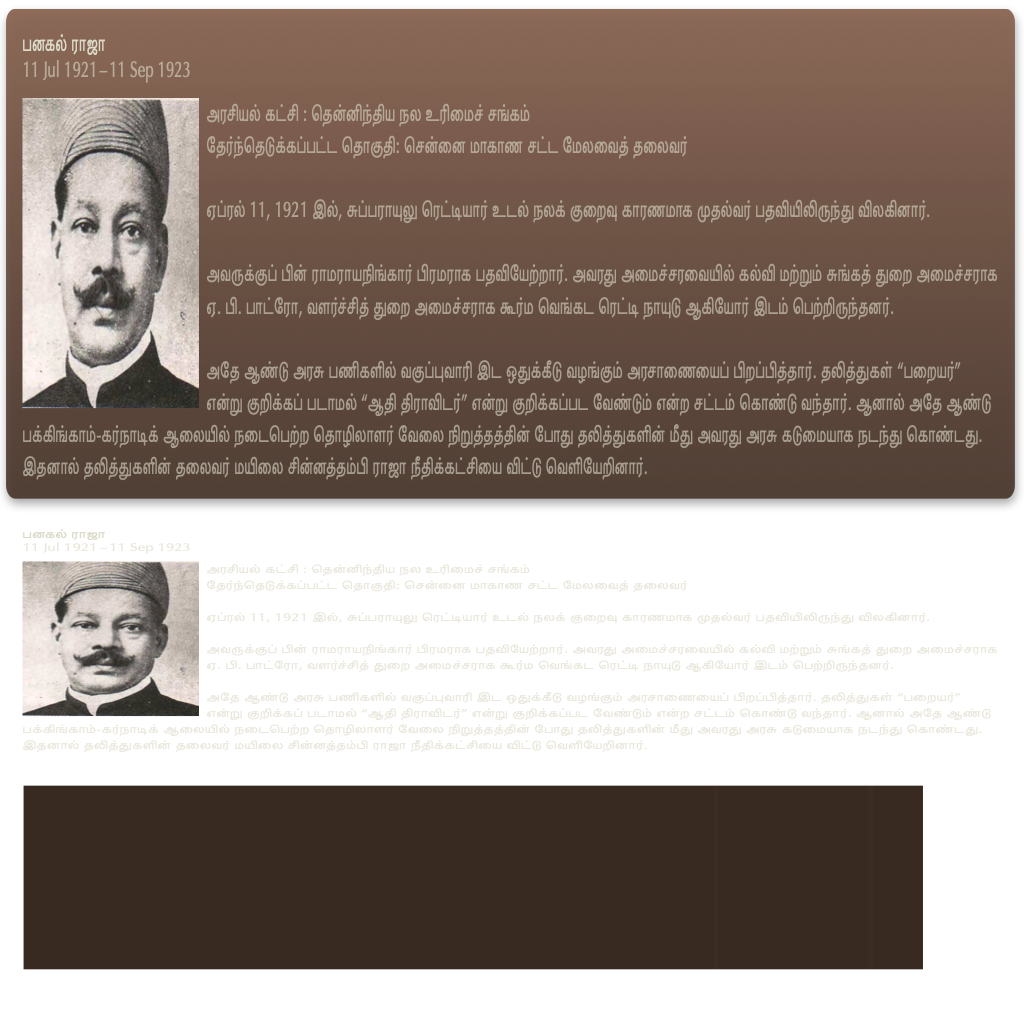 பனகல் ராஜா
11 Jul 1921–11 Sep 1923
அரசியல் கட்சி : தென்னிந்திய நல உரிமைச் சங்கம்
தேர்ந்தெடுக்கப்பட்ட தொகுதி: சென்னை மாகாண சட்ட மேலவைத் தலைவர்
ஏப்ரல் 11, 1921 இல், சுப்பராயுலு ரெட்டியார் உடல் நலக் குறைவு காரணமாக முதல்வர் பதவியிலிருந்து விலகினார்.
அவருக்குப் பின் ராமராயநிங்கார் பிரமராக பதவியேற்றார். அவரது அமைச்சரவையில் கல்வி மற்றும் சுங்கத் துறை அமைச்சராக
ஏ. பி. பாட்ரோ, வளர்ச்சித் துறை அமைச்சராக கூர்ம வெங்கட ரெட்டி நாயுடு ஆகியோர் இடம் பெற்றிருந்தனர்.
அதே ஆண்டு அரசு பணிகளில் வகுப்புவாரி இட ஒதுக்கீடு வழங்கும் அரசாணையைப் பிறப்பித்தார். தலித்துகள் “பறையர்”
என்று குறிக்கப் படாமல் “ஆதி திராவிடர்” என்று குறிக்கப்பட வேண்டும் என்ற சட்டம் கொண்டு வந்தார். ஆனால் அதே ஆண்டு
பக்கிங்காம்-கர்நாடிக் ஆலையில் நடைபெற்ற தொழிலாளர் வேலை நிறுத்தத்தின் போது தலித்துகளின் மீது அவரது அரசு கடுமையாக நடந்து கொண்டது.
இதனால் தலித்துகளின் தலைவர் மயிலை சின்னத்தம்பி ராஜா நீதிக்கட்சியை விட்டு வெளியேறினார்.
பனகல் ராஜா
11 Jul 1921–11 Sep 1923
அரசியல் கட்சி : தென்னிந்திய நல உரிமைச் சங்கம்
தேர்ந்தெடுக்கப்பட்ட தொகுதி: சென்னை மாகாண சட்ட மேலவைத் தலைவர்
ஏப்ரல் 11, 1921 இல், சுப்பராயுலு ரெட்டியார் உடல் நலக் குறைவு காரணமாக முதல்வர் பதவியிலிருந்து விலகினார்.
அவருக்குப் பின் ராமராயநிங்கார் பிரமராக பதவியேற்றார். அவரது அமைச்சரவையில் கல்வி மற்றும் சுங்கத் துறை அமைச்சராக
ஏ. பி. பாட்ரோ, வளர்ச்சித் துறை அமைச்சராக கூர்ம வெங்கட ரெட்டி நாயுடு ஆகியோர் இடம் பெற்றிருந்தனர்.
அதே ஆண்டு அரசு பணிகளில் வகுப்புவாரி இட ஒதுக்கீடு வழங்கும் அரசாணையைப் பிறப்பித்தார். தலித்துகள் “பறையர்”
என்று குறிக்கப் படாமல் “ஆதி திராவிடர்” என்று குறிக்கப்பட வேண்டும் என்ற சட்டம் கொண்டு வந்தார். ஆனால் அதே ஆண்டு
பக்கிங்காம்-கர்நாடிக் ஆலையில் நடைபெற்ற தொழிலாளர் வேலை நிறுத்தத்தின் போது தலித்துகளின் மீது அவரது அரசு கடுமையாக நடந்து கொண்டது.
இதனால் தலித்துகளின் தலைவர் மயிலை சின்னத்தம்பி ராஜா நீதிக்கட்சியை விட்டு வெளியேறினார்.